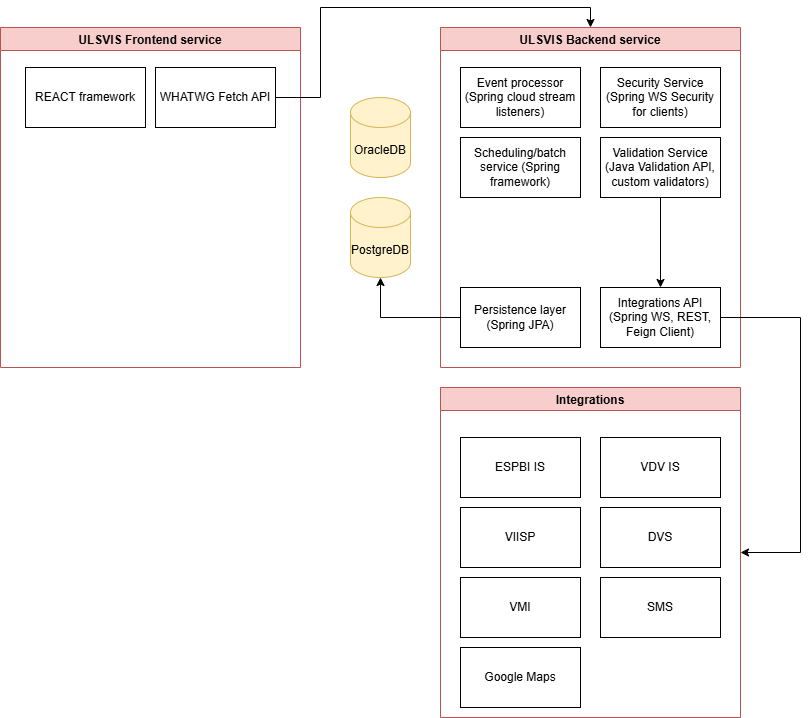 ULSVIS Frontend service
REACT framework
WHATWG Fetch API
OracleDB
PostgreDB
ULSVIS Backend service
Event processor
(Spring cloud stream
listeners)
Security Service
(Spring WS Security
for clients)
Scheduling/batch
service (Spring
framework)
Validation Service
(Java Validation API,
custom validators)
Persistence layer
(Spring JPA)
Integrations API
(Spring WS, REST,
Feign Client)
Integrations
ESPBI IS
VDV IS
VIISP
DVS
VMI
SMS
Google Maps